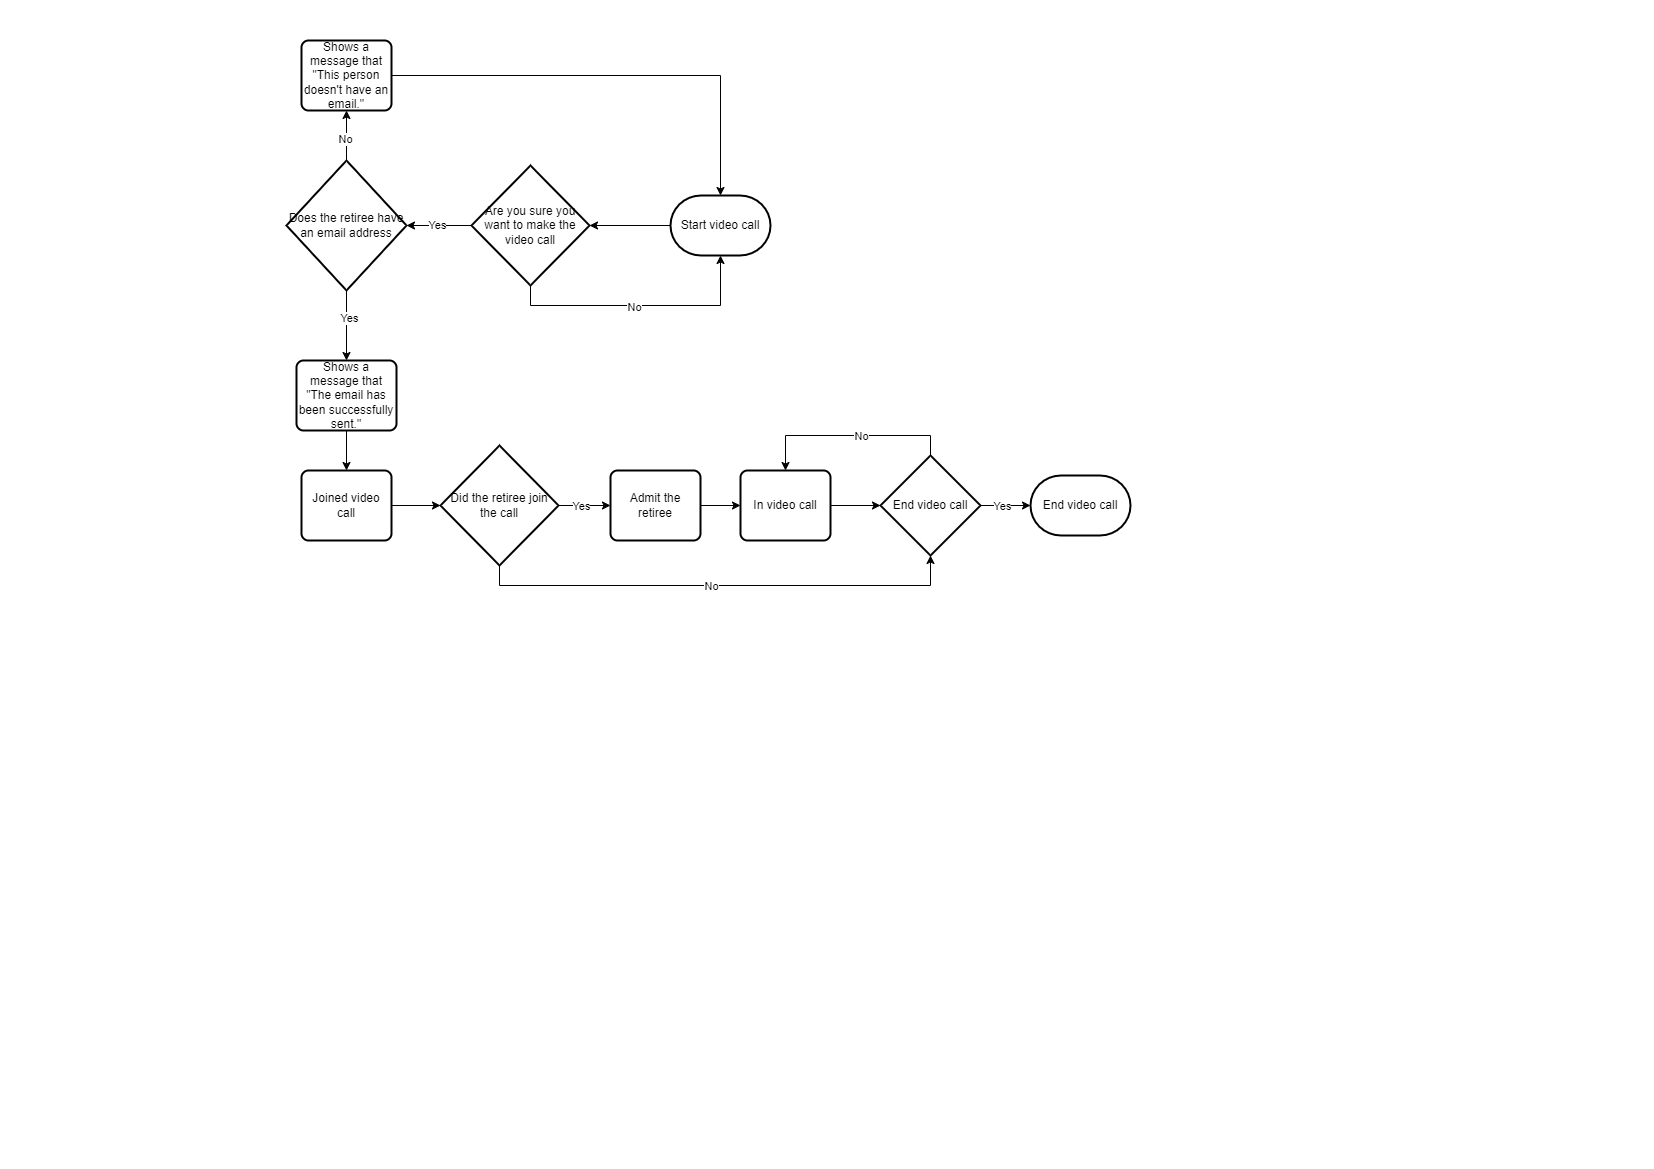 Shows a
message that
"This person
doesn't have an
email."
No
Does the retiree have
an email address
Yes
Are you sure you
want to make the
video call
Start video call
No
Yes
Shows a
message that
"The email has
been successfully
sent."
No
Joined video
call
Did the retiree join
the call
Yes
Admit the
retiree
In video call
End video call
Yes
End video call
No